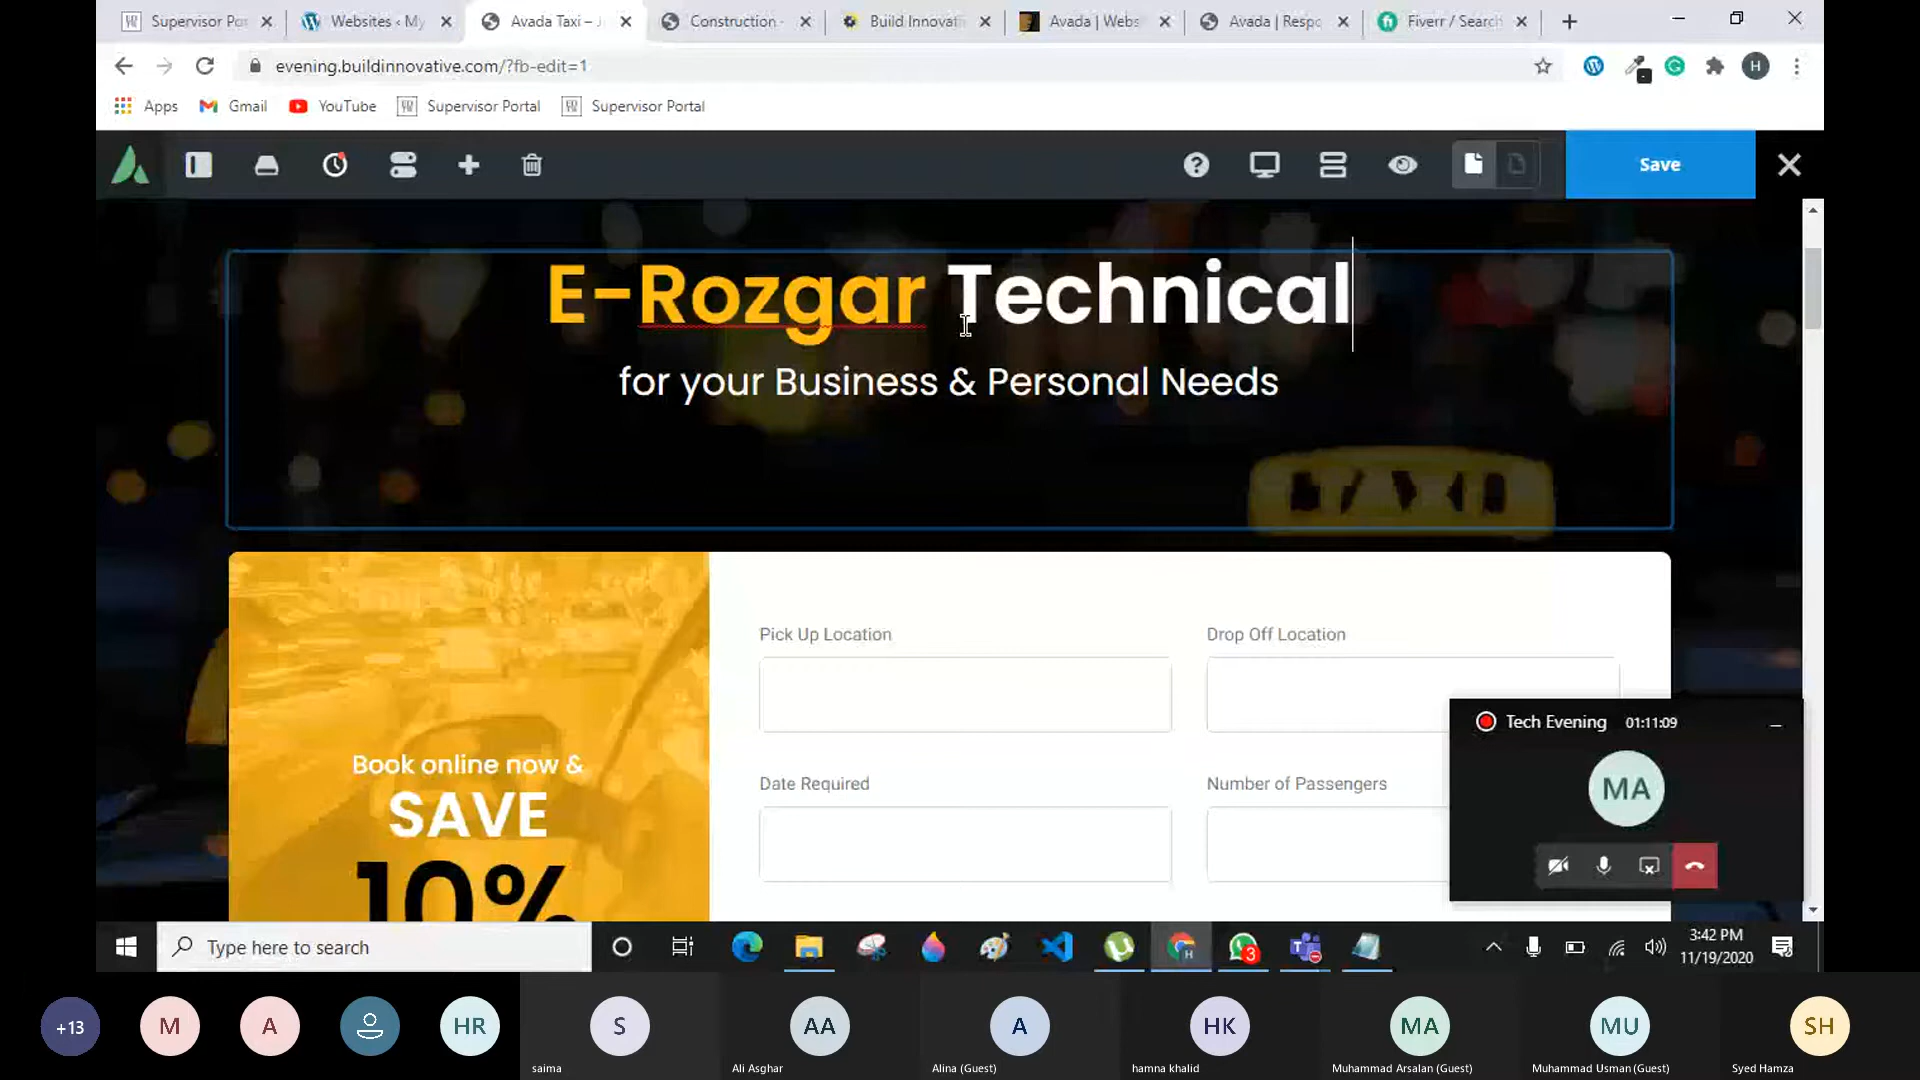 Supervisor Por
Websites ‹ My
Avada Taxi – J
Construction -
Build Innovati
Avada | Webs
Avada | Respo
Fiverr / Search
evening.buildinnovative.com/?fb-edit=1
H
Apps
Gmail
YouTube
Supervisor Portal
Supervisor Portal
Save
E-Rozgar Technical
for your Business & Personal Needs
TAXI
Pick Up Location
Drop Off Location
Date Required
Number of Passengers
Book online now &
SAVE
10%
Tech Evening 01:11:09
MA
Type here to search
3
3:42 PM
11/19/2020
+13
M
A
HR
S
AA
A
HK
MA
MU
SH
saima
Ali Asghar
Alina (Guest)
hamna khalid
Muhammad Arsalan (Guest)
Muhammad Usman (Guest)
Syed Hamza